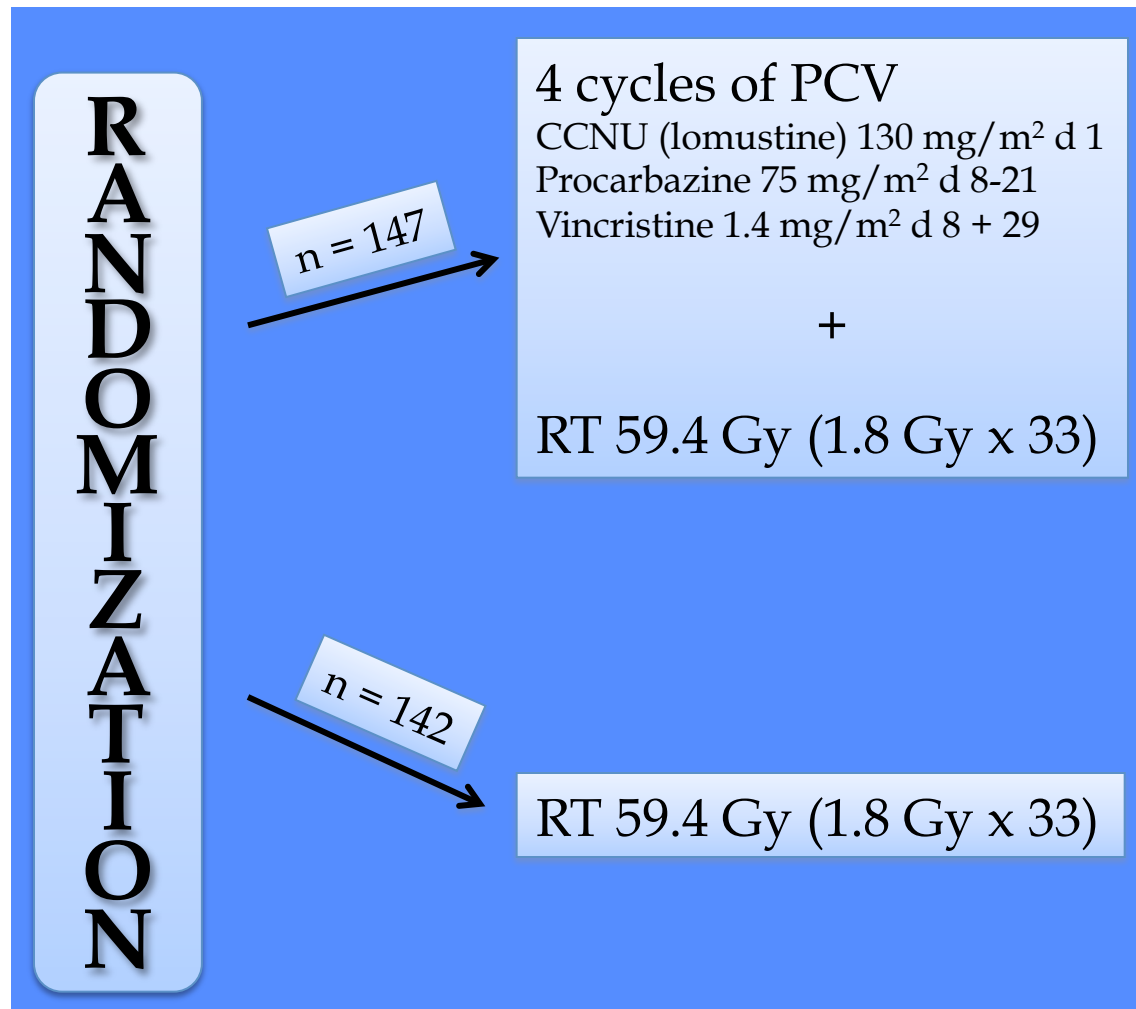 RANDOMIZATION
n = 147
4 cycles of PCV
CCNU (lomustine) 130 mg/m² d 1
Procarbazine 75 mg/m² d 8-21
Vincristine 1.4 mg/m² d 8 + 29
+
RT 59.4 Gy (1.8 Gy x 33)
n = 142
RT 59.4 Gy (1.8 Gy x 33)